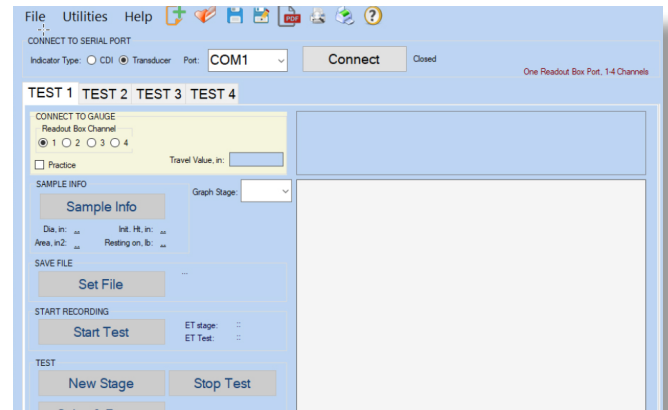 File Utilities Help PDF ?
CONNECT TO SERIAL PORT
Indicator Type: CDI Transducer Port: COM1 Connect Closed
One Readout Box Port, 1-4 Channels
TEST 1 TEST 2 TEST 3 TEST 4
CONNECT TO GAUGE
Readout Box Channel
1 2 3 4
Practice Travel Value, in:
SAMPLE INFO
Graph Stage:
Sample Info
Dia, in: .. Init. Ht, in: ..
Area, in2: .. Resting on, lb: ..
SAVE FILE
...
Set File
START RECORDING
Start Test
ET stage: ::
ET Test: ::
TEST
New Stage Stop Test